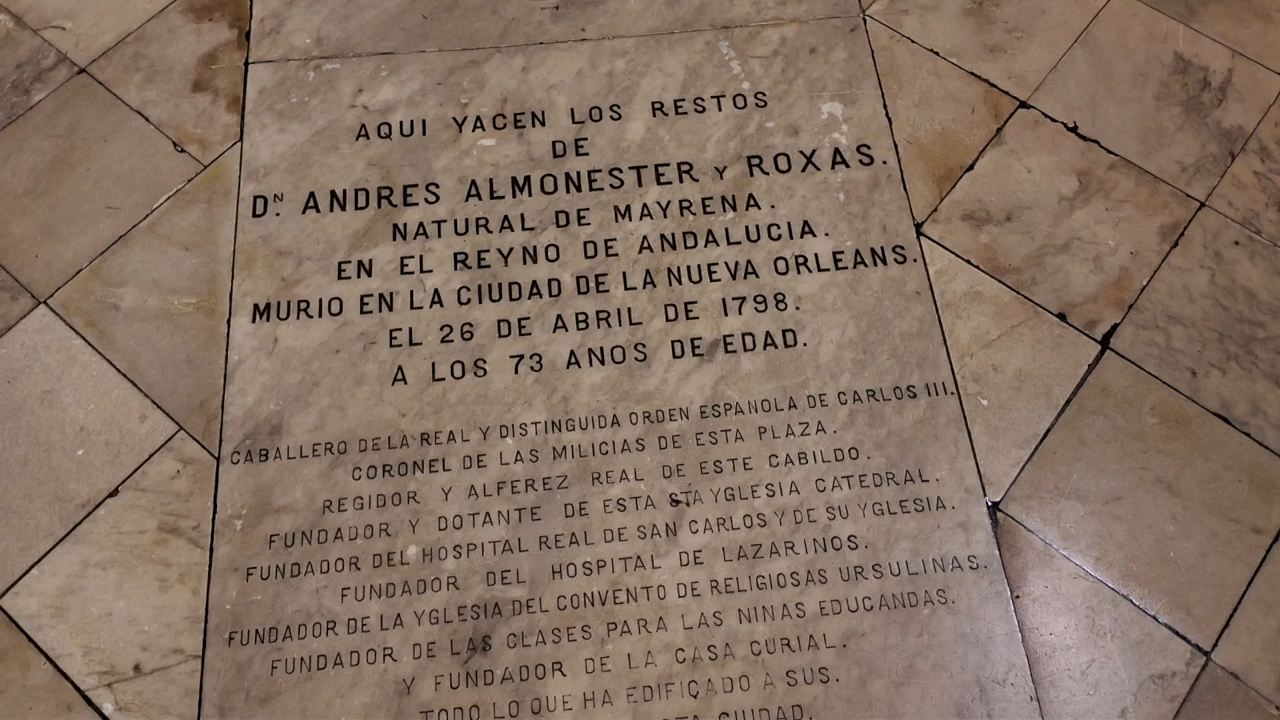 AQUI YACEN LOS RESTOS
DE
DN. ANDRES ALMONESTER Y ROXAS.
NATURAL DE MAYRENA.
EN EL REYNO DE ANDALUCIA.
MURIO EN LA CIUDAD DE LA NUEVA ORLEANS.
EL 26 DE ABRIL DE 1798.
A LOS 73 ANOS DE EDAD.
CABALLERO DE LA REAL Y DISTINGUIDA ORDEN ESPANOLA DE CARLOS III.
CORONEL DE LAS MILICIAS DE ESTA PLAZA.
REGIDOR Y ALFEREZ REAL DE ESTE CABILDO.
FUNDADOR Y DOTANTE DE ESTA STA YGLESIA CATEDRAL.
FUNDADOR DEL HOSPITAL REAL DE SAN CARLOS Y DE SU YGLESIA.
FUNDADOR DEL HOSPITAL DE LAZARINOS.
FUNDADOR DE LA YGLESIA DEL CONVENTO DE RELIGIOSAS URSULINAS.
FUNDADOR DE LAS CLASES PARA LAS NINAS EDUCANDAS.
Y FUNDADOR DE LA CASA CURIAL.
TODO LO QUE HA EDIFICADO A SUS.
CIUDAD.